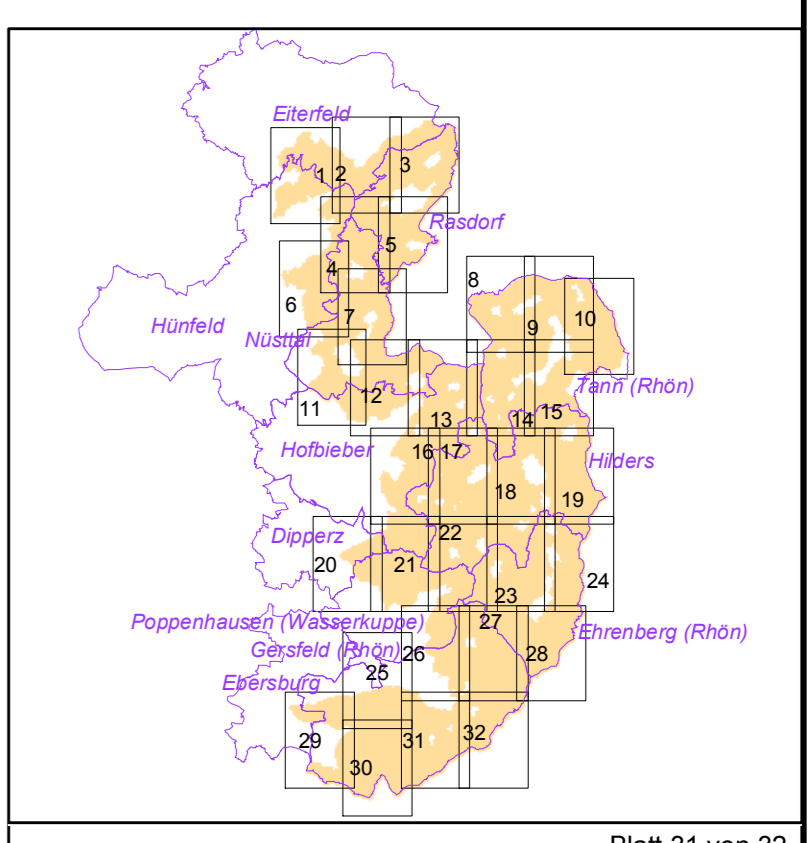 Eiterfeld
1 2 3
Rasdorf
5
4
8
6
7
9
10
Hünfeld
Nüsttal
Tann (Rhön)
11
12
13
14
15
Hofbieber
16 17
Hilders
18
19
Dipperz
22
20
21
23
24
Poppenhausen (Wasserkuppe)
27
Ehrenberg (Rhön)
Gersfeld (Rhön)
26
28
25
Ebersburg
29
31
32
30
Blatt 31 von 32